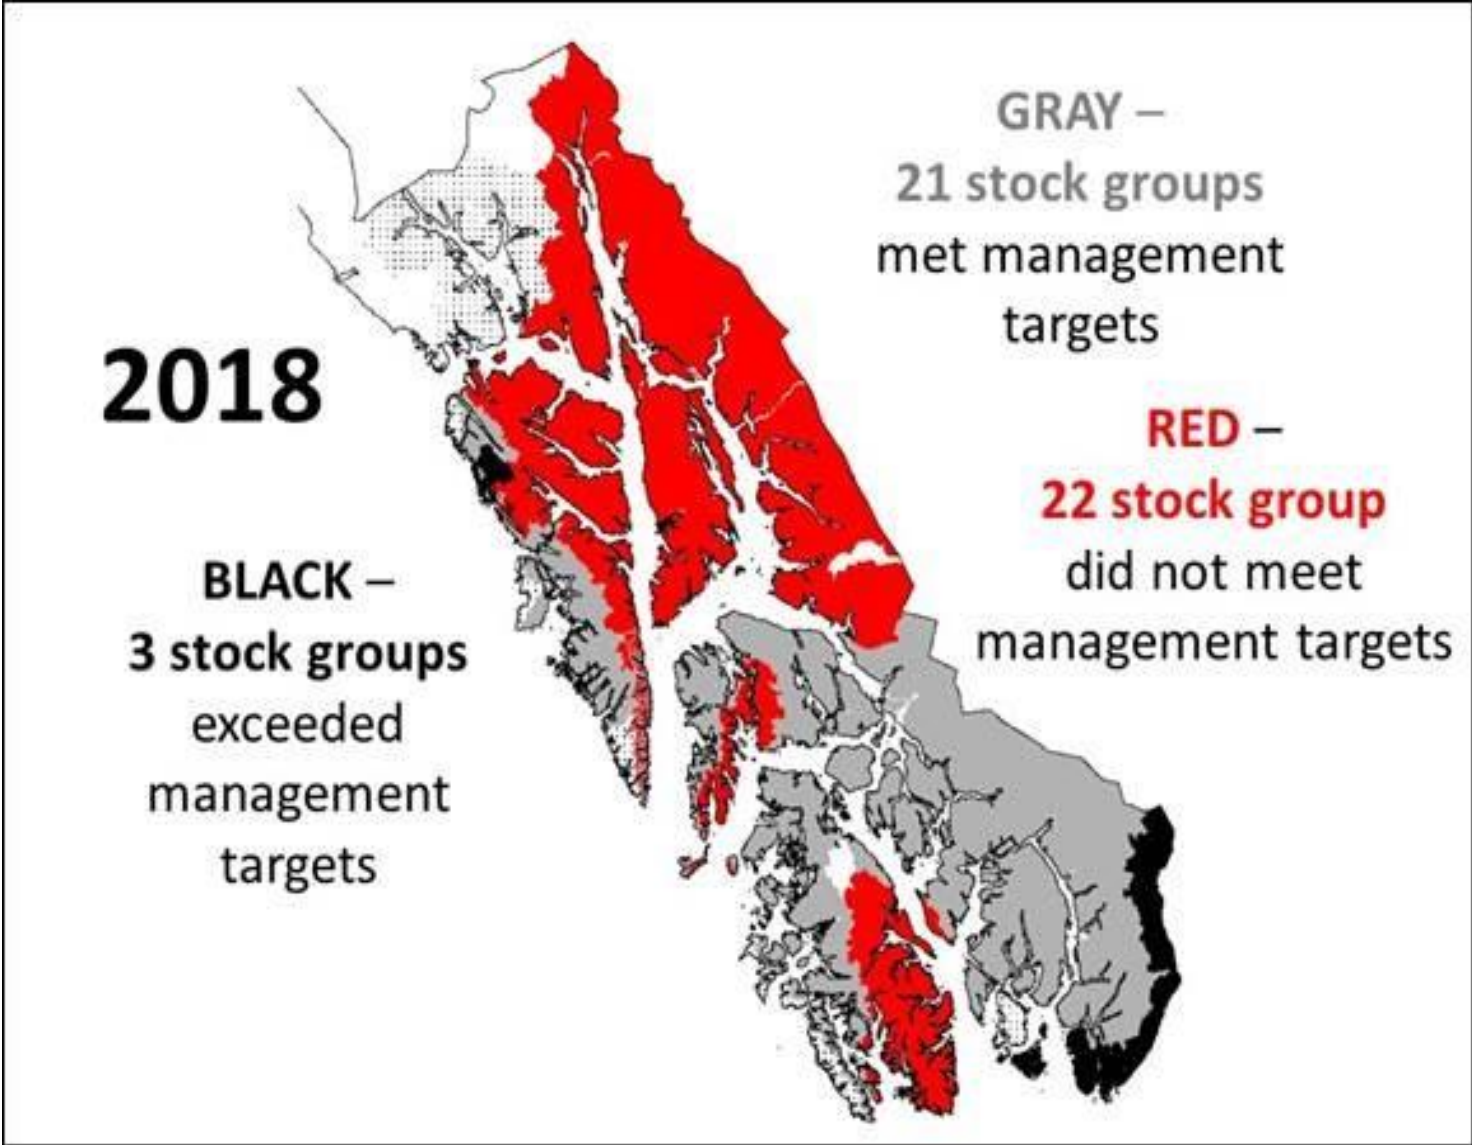 GRAY –
21 stock groups
met management
targets
2018
RED –
22 stock group
did not meet
management targets
BLACK –
3 stock groups
exceeded
management
targets